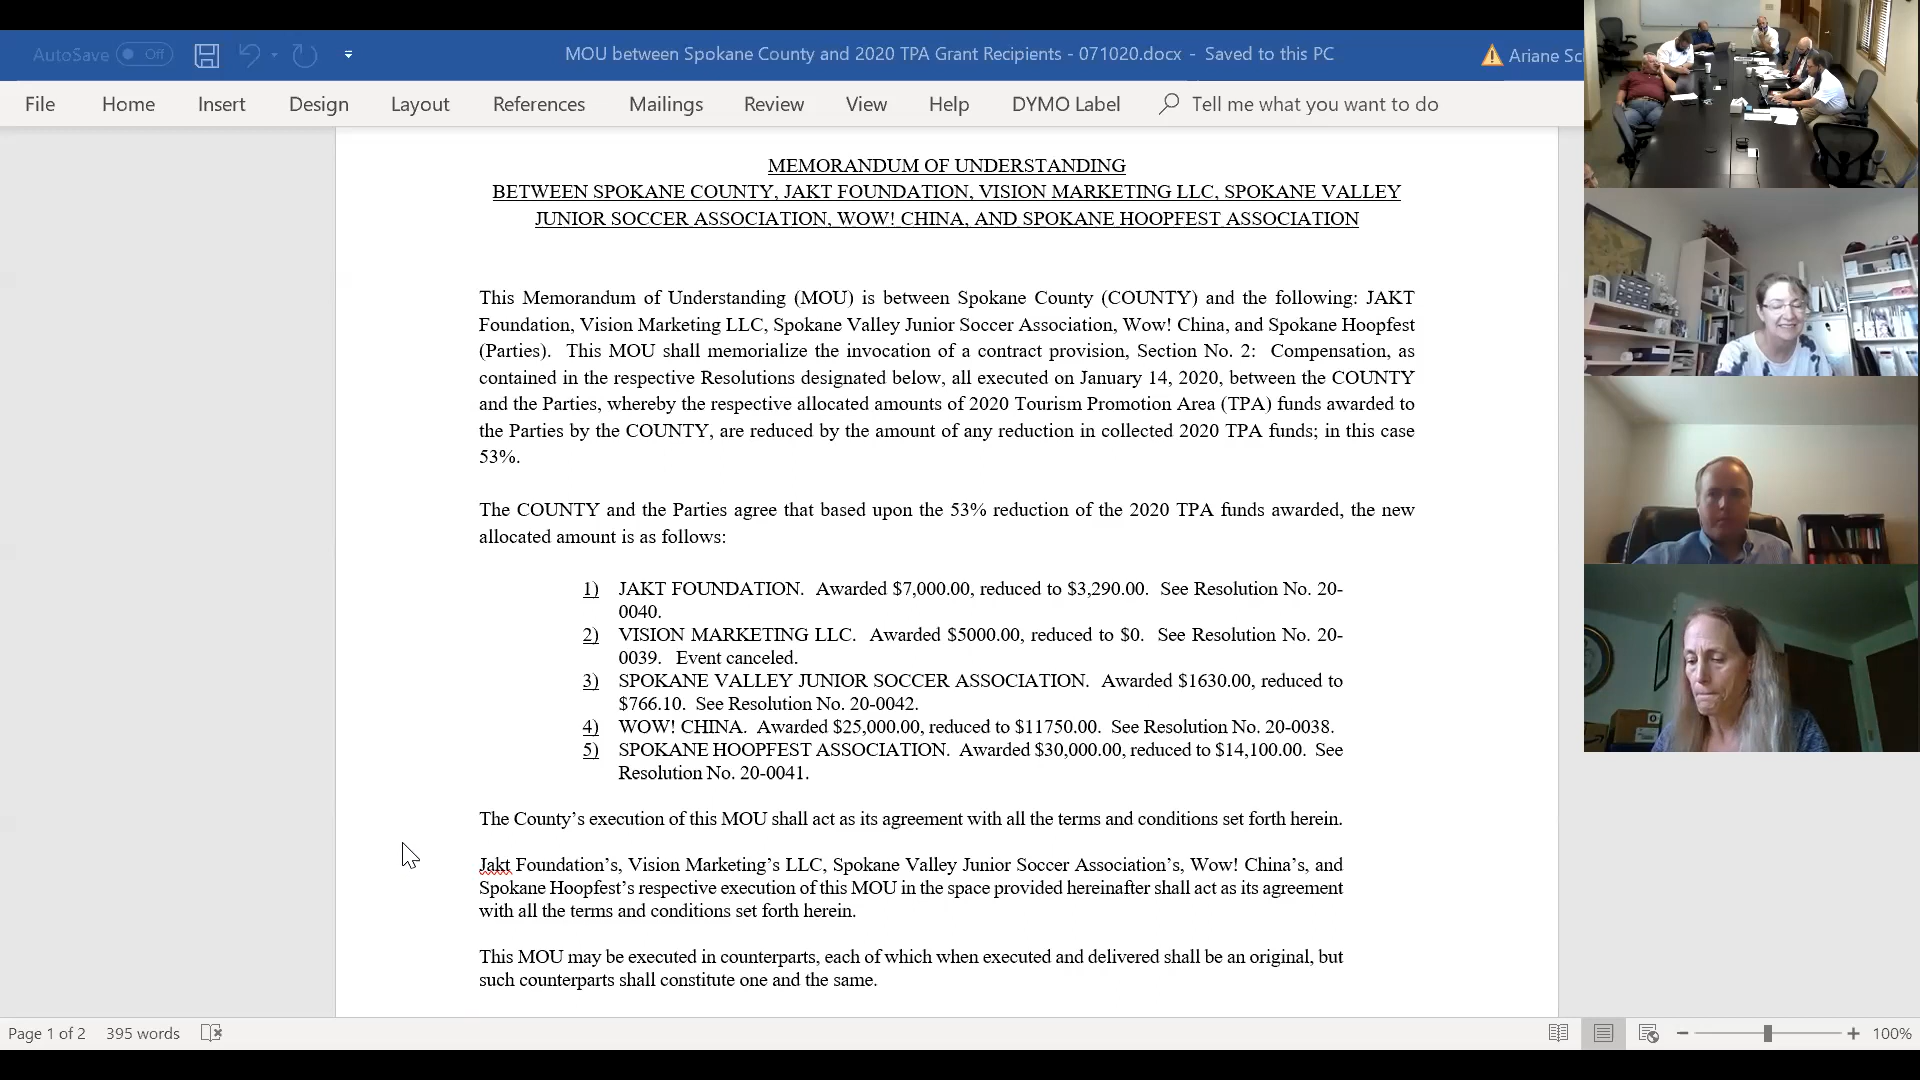 AutoSave Off
MOU between Spokane County and 2020 TPA Grant Recipients - 071020.docx - Saved to this PC
Ariane
File Home Insert Design Layout References Mailings Review View Help DYMO Label Tell me what you want to do
MEMORANDUM OF UNDERSTANDING
BETWEEN SPOKANE COUNTY, JAKT FOUNDATION, VISION MARKETING LLC, SPOKANE VALLEY
JUNIOR SOCCER ASSOCIATION, WOW! CHINA, AND SPOKANE HOOPFEST ASSOCIATION
This Memorandum of Understanding (MOU) is between Spokane County (COUNTY) and the following: JAKT
Foundation, Vision Marketing LLC, Spokane Valley Junior Soccer Association, Wow! China, and Spokane Hoopfest
(Parties). This MOU shall memorialize the invocation of a contract provision, Section No. 2: Compensation, as
contained in the respective Resolutions designated below, all executed on January 14, 2020, between the COUNTY
and the Parties, whereby the respective allocated amounts of 2020 Tourism Promotion Area (TPA) funds awarded to
the Parties by the COUNTY, are reduced by the amount of any reduction in collected 2020 TPA funds; in this case
53%.
The COUNTY and the Parties agree that based upon the 53% reduction of the 2020 TPA funds awarded, the new
allocated amount is as follows:
1) JAKT FOUNDATION. Awarded $7,000.00, reduced to $3,290.00. See Resolution No. 20-
0040.
2) VISION MARKETING LLC. Awarded $5000.00, reduced to $0. See Resolution No. 20-
0039. Event canceled.
3) SPOKANE VALLEY JUNIOR SOCCER ASSOCIATION. Awarded $1630.00, reduced to
$766.10. See Resolution No. 20-0042.
4) WOW! CHINA. Awarded $25,000.00, reduced to $11750.00. See Resolution No. 20-0038.
5) SPOKANE HOOPFEST ASSOCIATION. Awarded $30,000.00, reduced to $14,100.00. See
Resolution No. 20-0041.
The County’s execution of this MOU shall act as its agreement with all the terms and conditions set forth herein.
Jakt Foundation’s, Vision Marketing’s LLC, Spokane Valley Junior Soccer Association’s, Wow! China’s, and
Spokane Hoopfest’s respective execution of this MOU in the space provided hereinafter shall act as its agreement
with all the terms and conditions set forth herein.
This MOU may be executed in counterparts, each of which when executed and delivered shall be an original, but
such counterparts shall constitute one and the same.
Page 1 of 2 395 words
100%